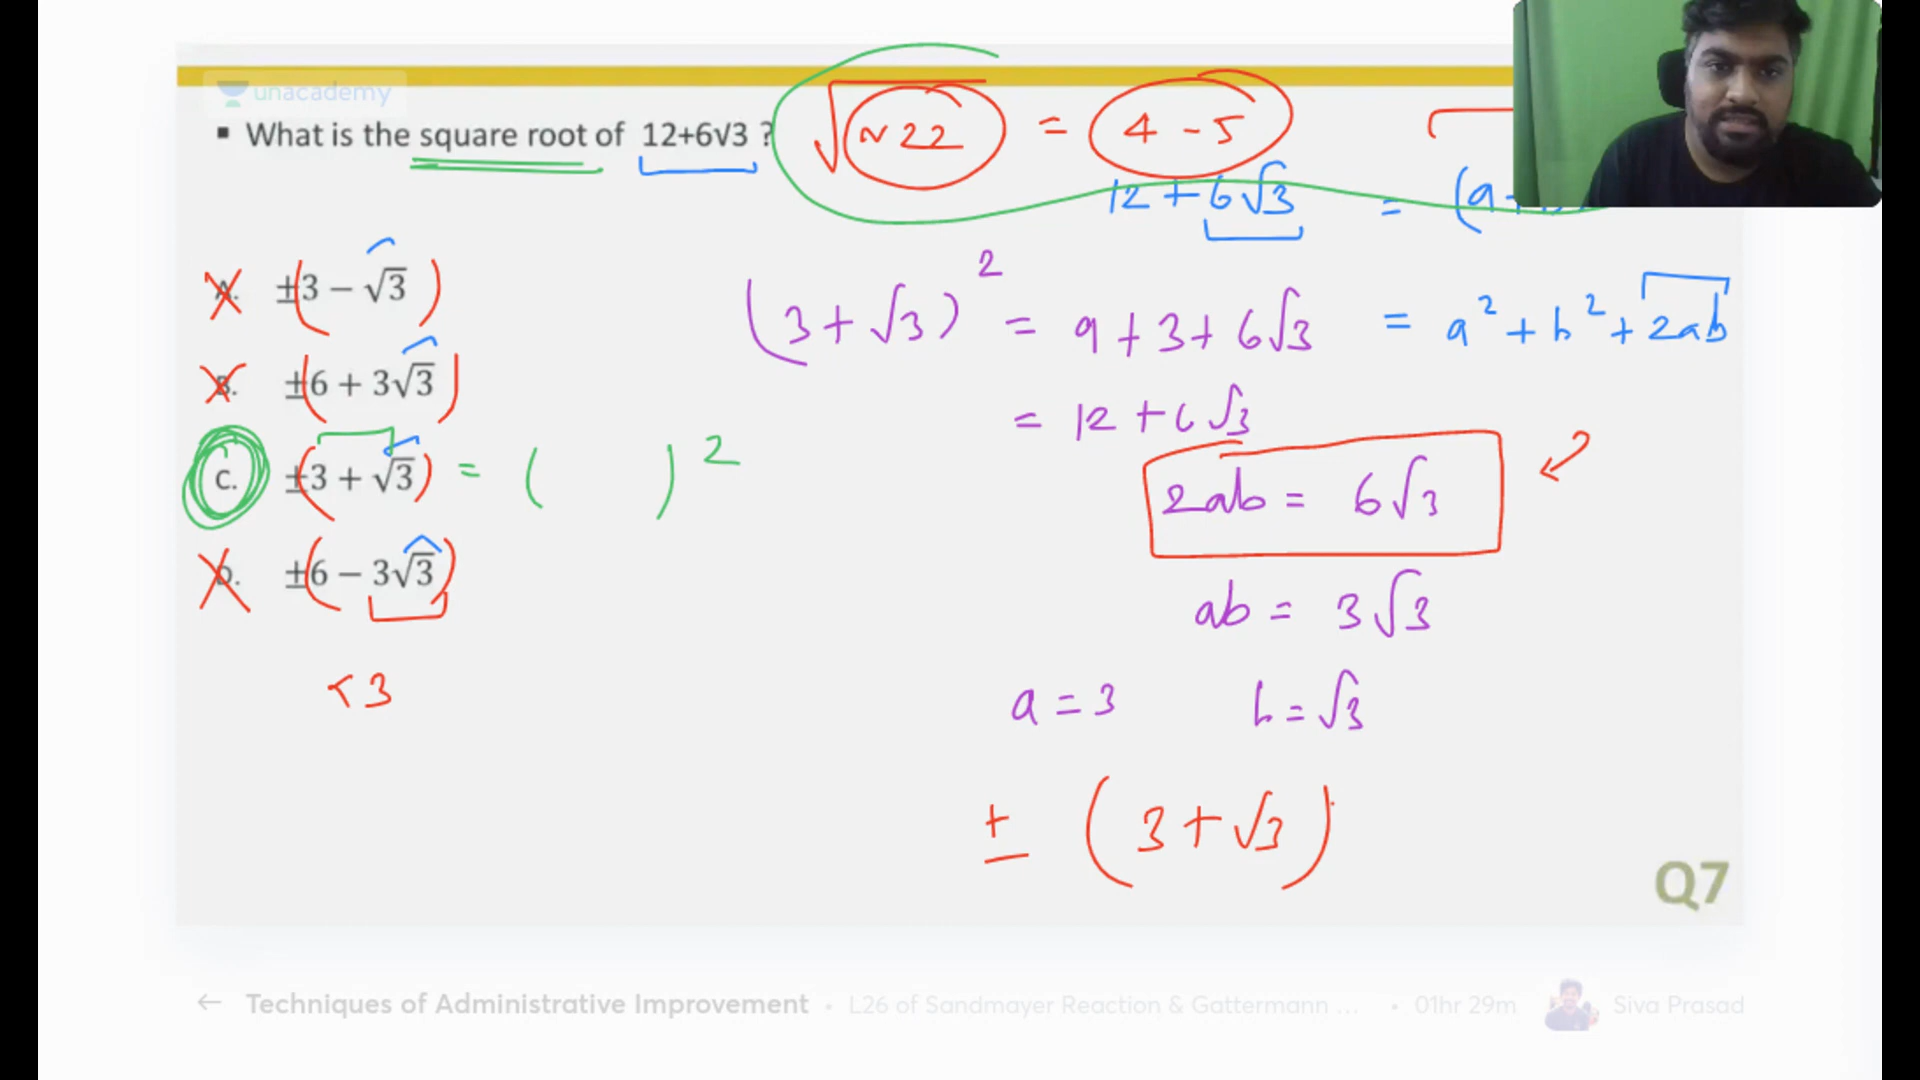 unacademy
▪ What is the square root of 12+6√3 ?
√~22 = 4 - 5
12 + 6√3 = (a+
A. ±(3 − √3)
(3 + √3)² = 9 + 3 + 6√3 = a² + b² + 2ab
B. ±(6 + 3√3)
= 12 + 6√3
C. ±(3 + √3) = ( )²
2ab = 6√3
D. ±(6 − 3√3)
ab = 3√3
< 3
a = 3 b = √3
± (3 + √3)
Q7
← Techniques of Administrative Improvement • L26 of Sandmayer Reaction & Gattermann ... • 01hr 29m Siva Prasad